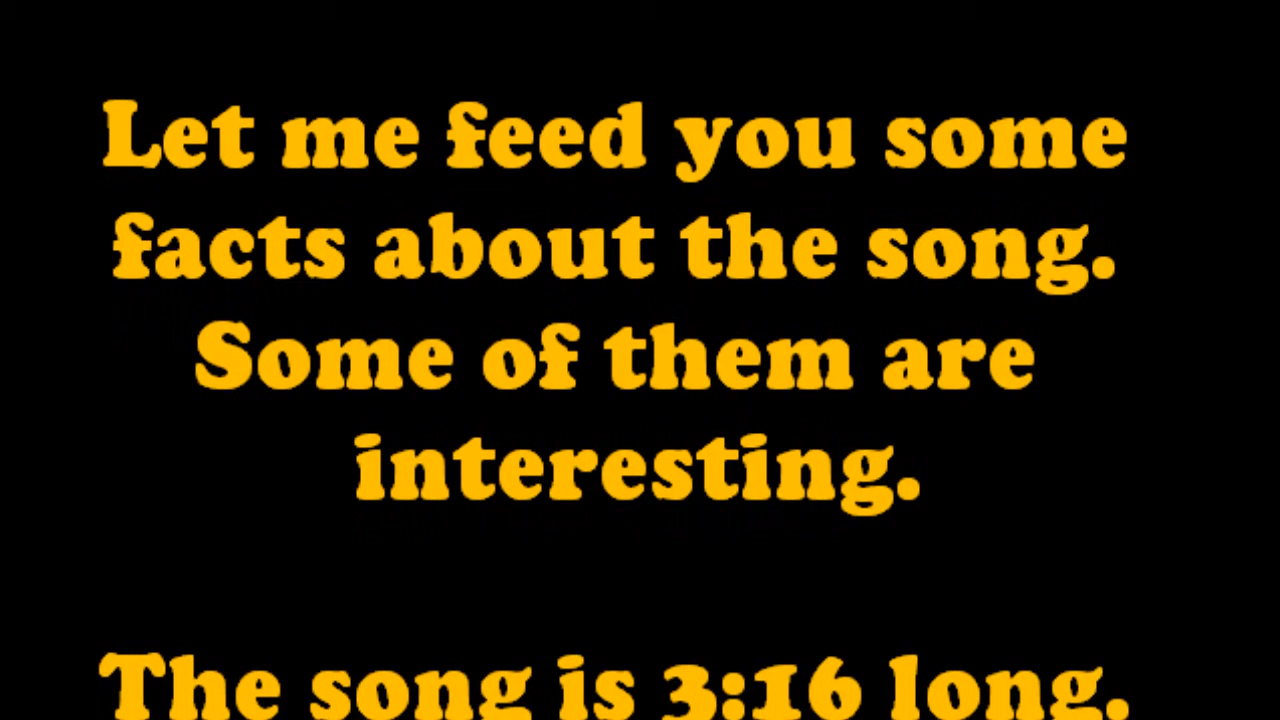 Let me feed you some
facts about the song.
Some of them are
interesting.
The song is 3:16 long.